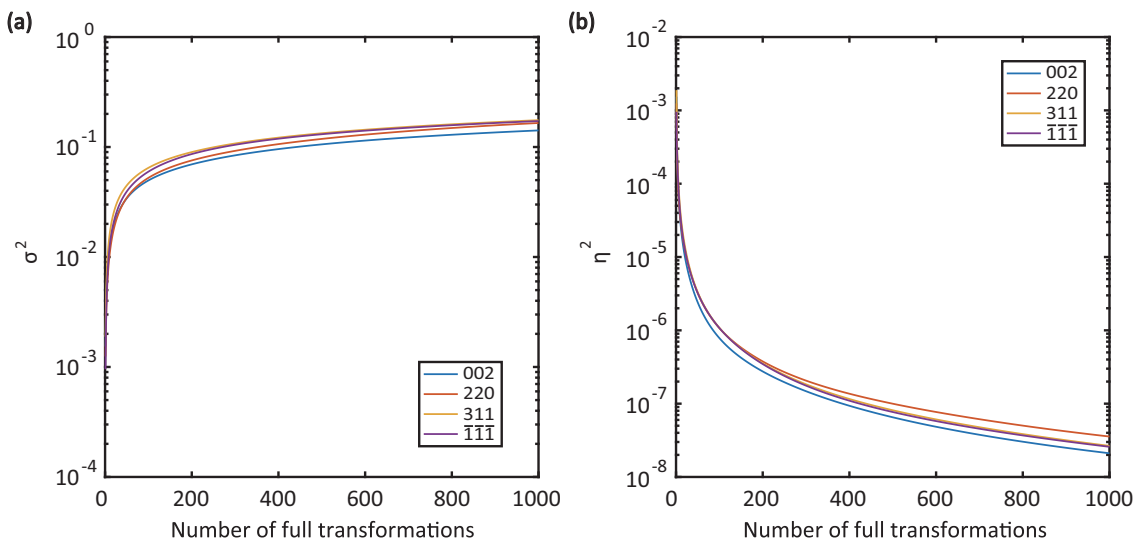 (a)
10^0
10^-1
10^-2
10^-3
10^-4
σ^2
0 200 400 600 800 1000
Number of full transformations
002
220
311
1̅1̅1̅
(b)
10^-2
10^-3
10^-4
10^-5
10^-6
10^-7
10^-8
η^2
0 200 400 600 800 1000
Number of full transformations
002
220
311
1̅1̅1̅